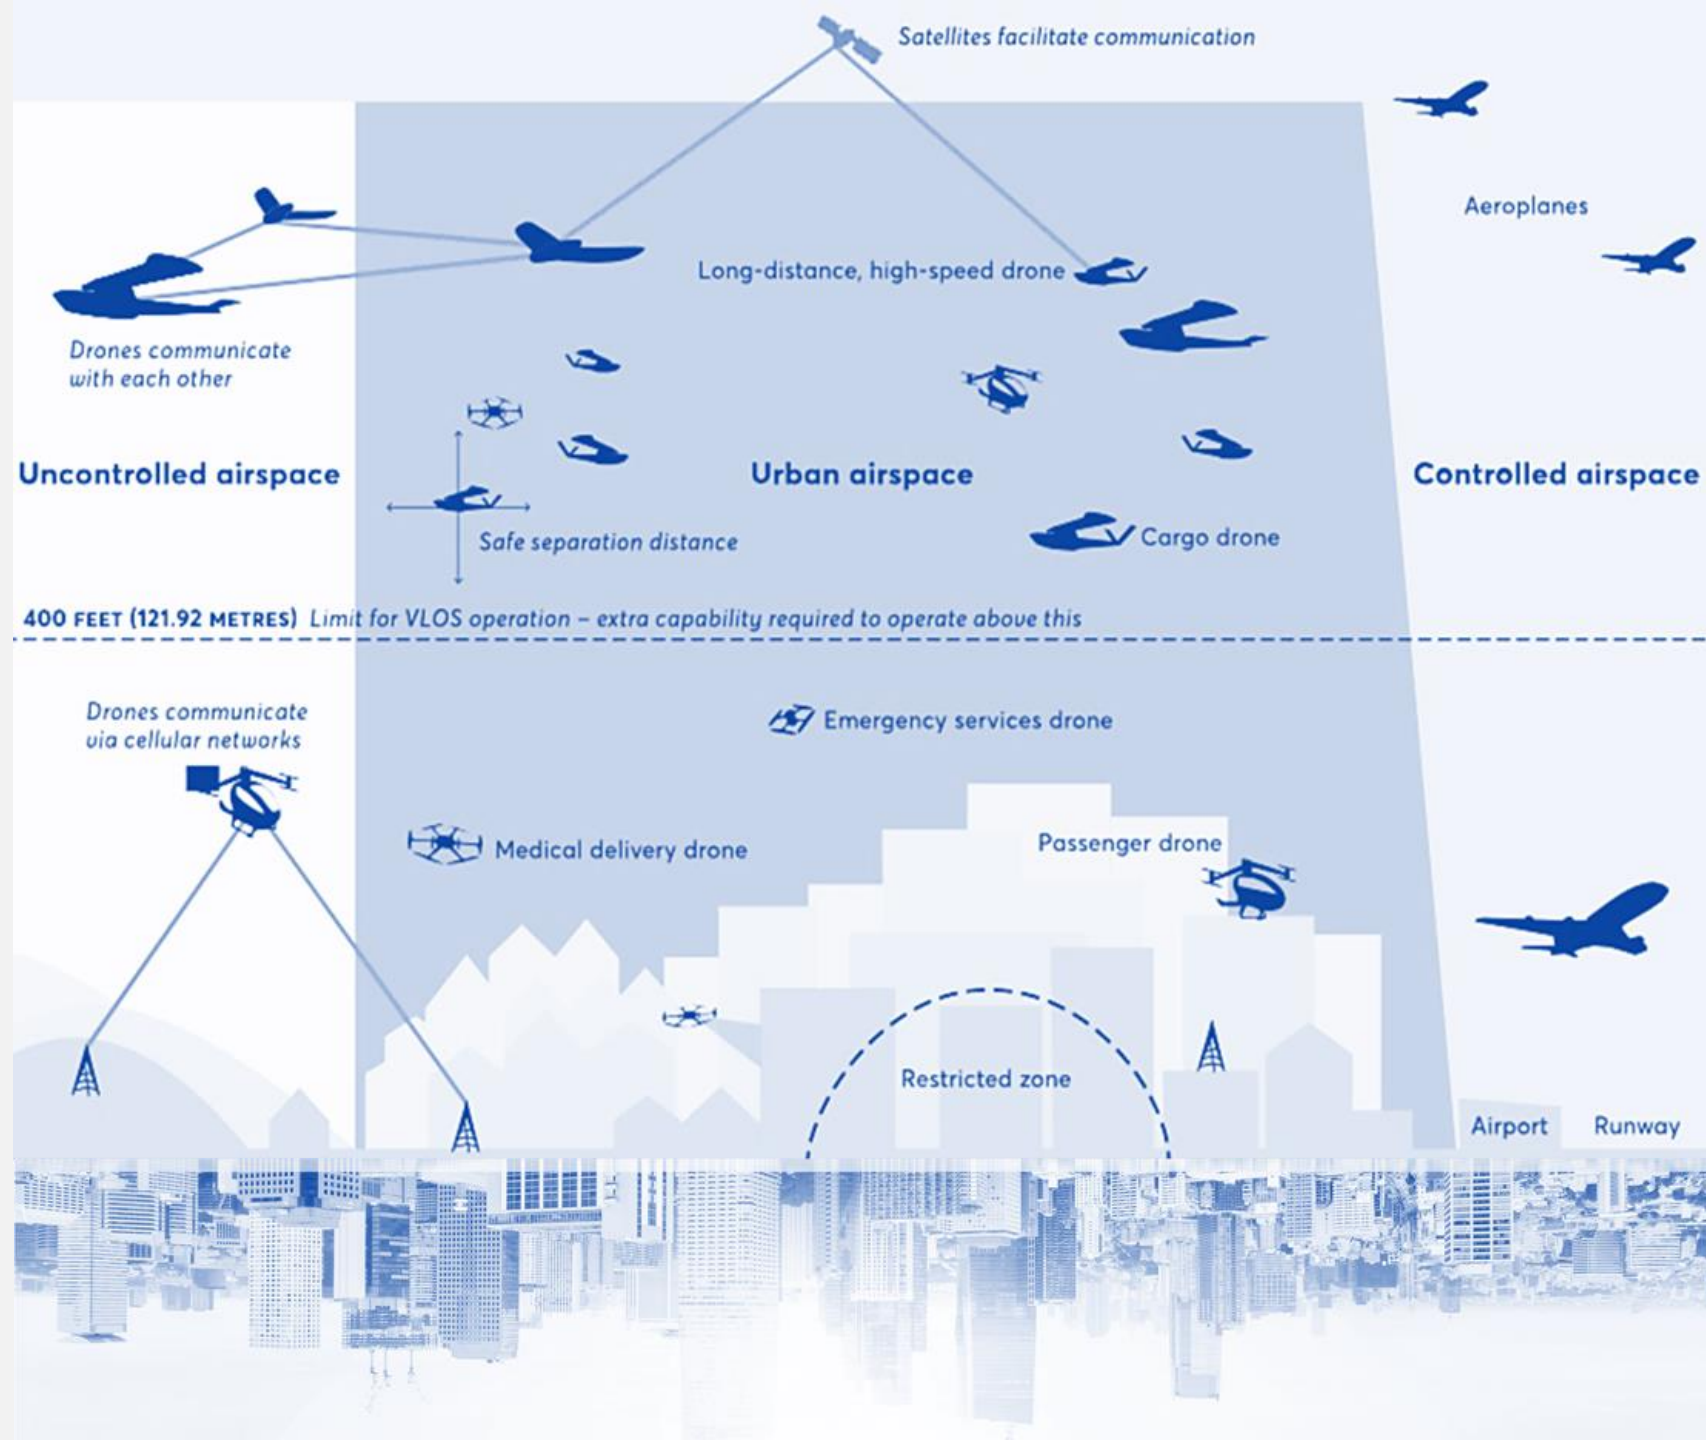 Satellites facilitate communication
Aeroplanes
Long-distance, high-speed drone
Drones communicate
with each other
Uncontrolled airspace
Urban airspace
Controlled airspace
Safe separation distance
Cargo drone
400 FEET (121.92 METRES) Limit for VLOS operation – extra capability required to operate above this
Drones communicate
via cellular networks
Emergency services drone
Medical delivery drone
Passenger drone
Restricted zone
Airport
Runway